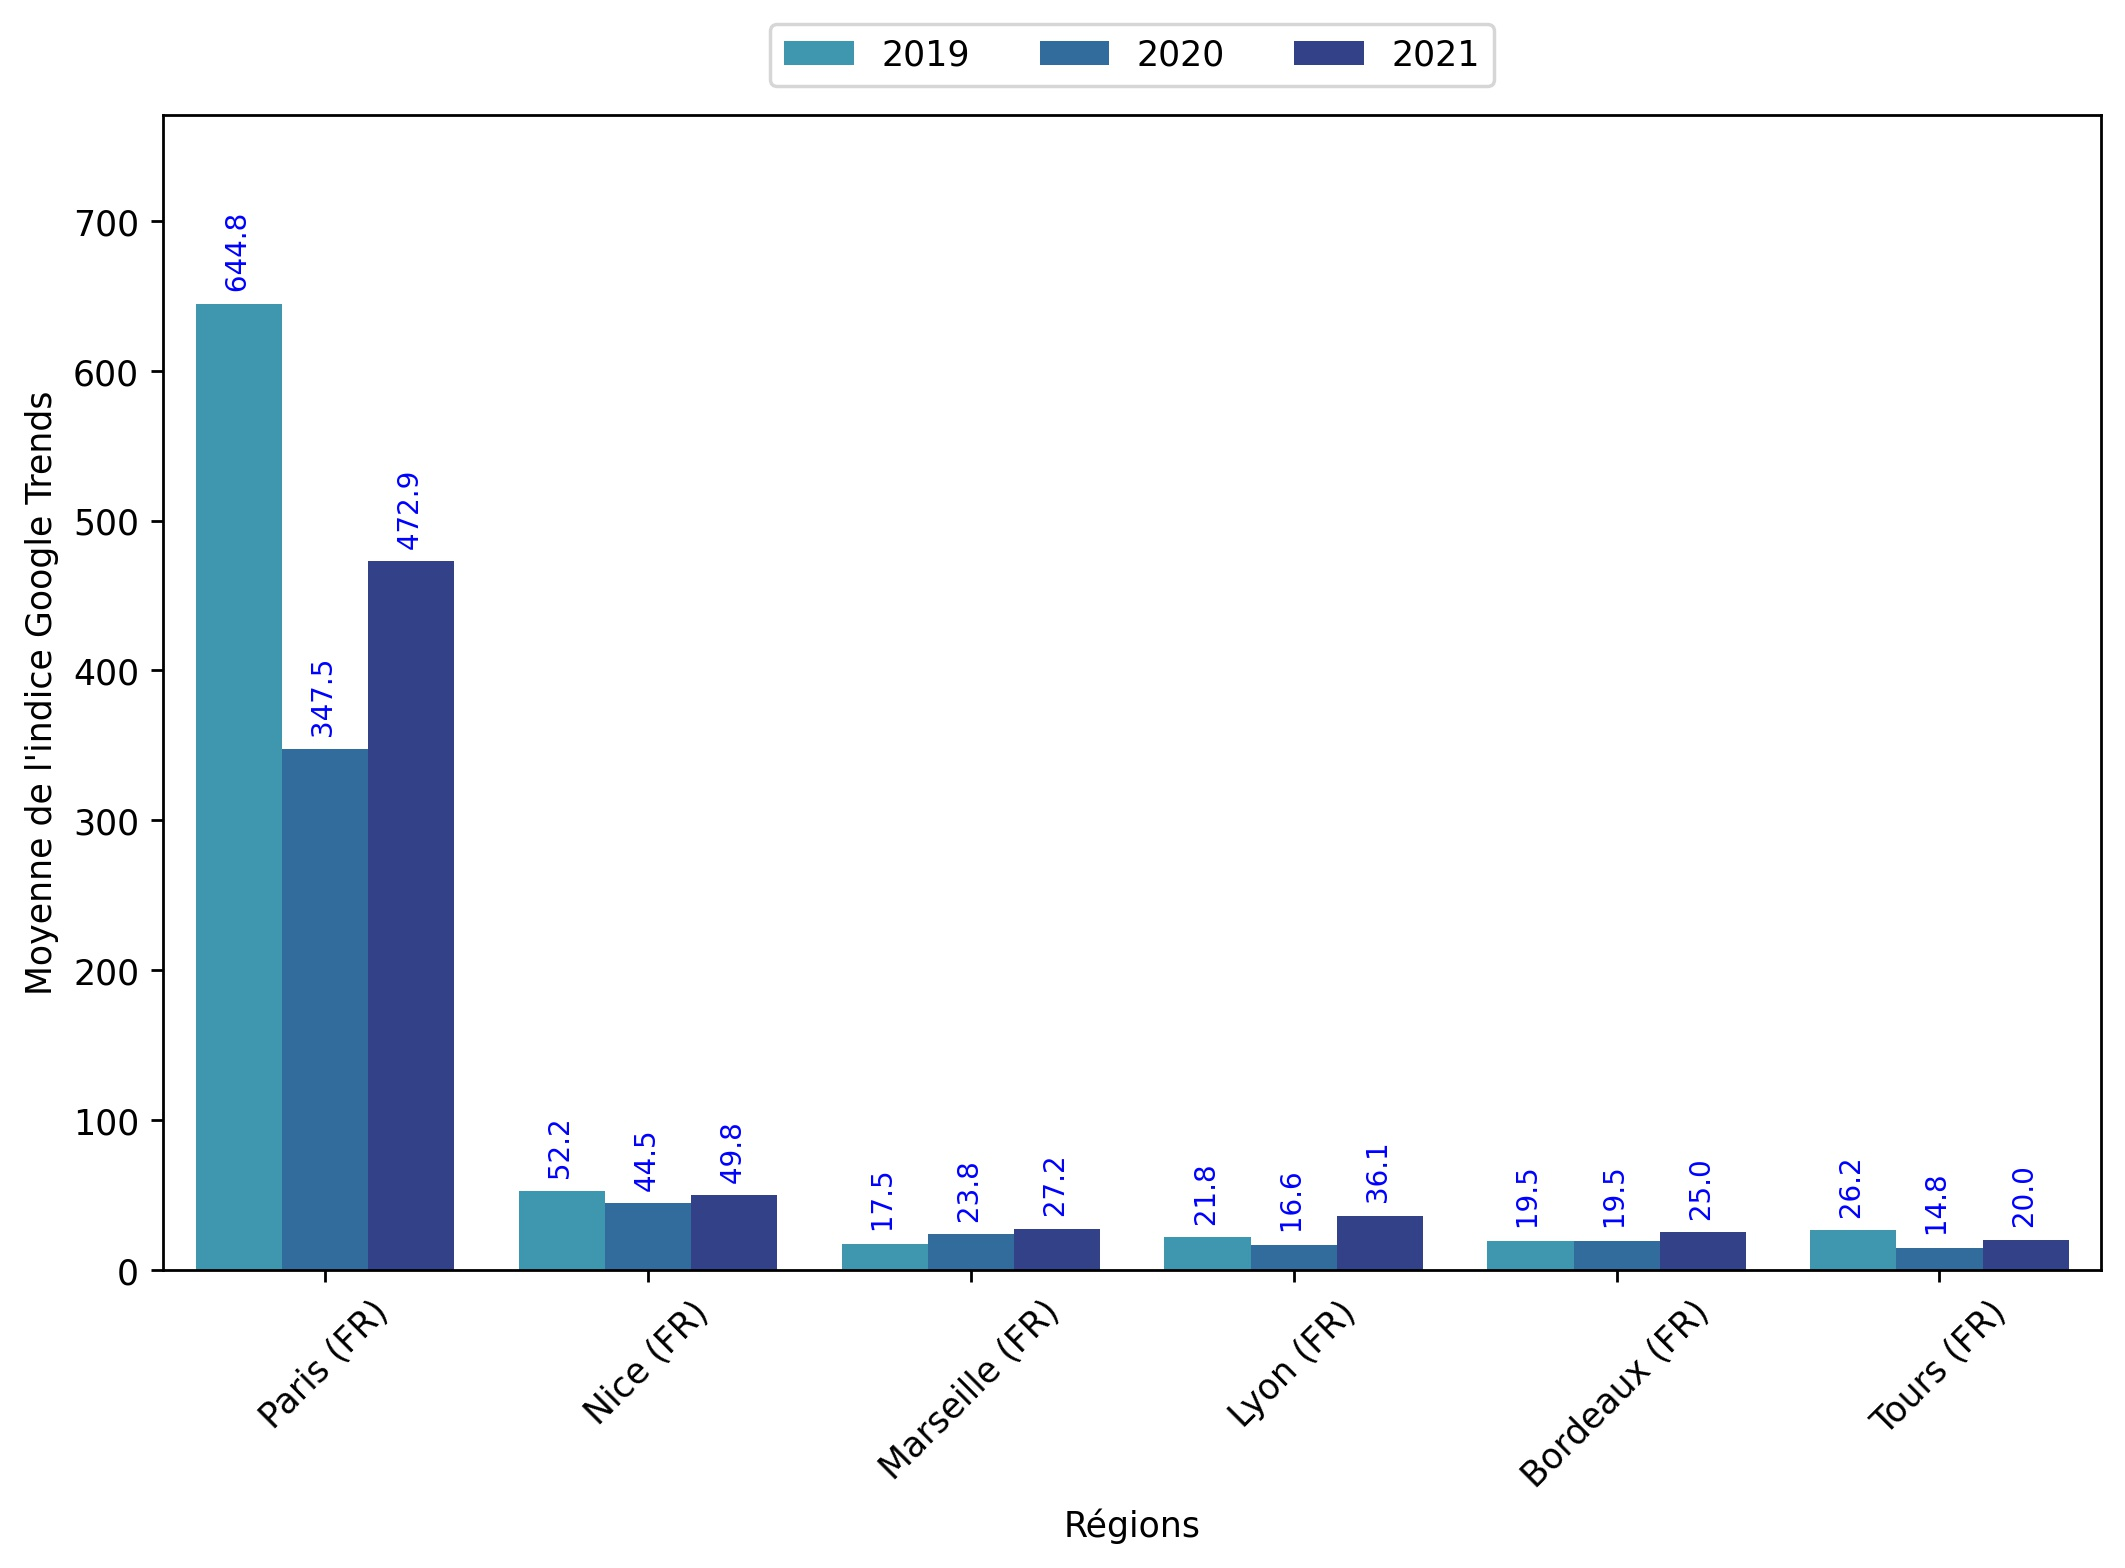 2019 2020 2021
Moyenne de l'indice Google Trends
700
600
500
400
300
200
100
0
644.8
347.5
472.9
52.2
44.5
49.8
17.5
23.8
27.2
21.8
16.6
36.1
19.5
19.5
25.0
26.2
14.8
20.0
Paris (FR)
Nice (FR)
Marseille (FR)
Lyon (FR)
Bordeaux (FR)
Tours (FR)
Régions